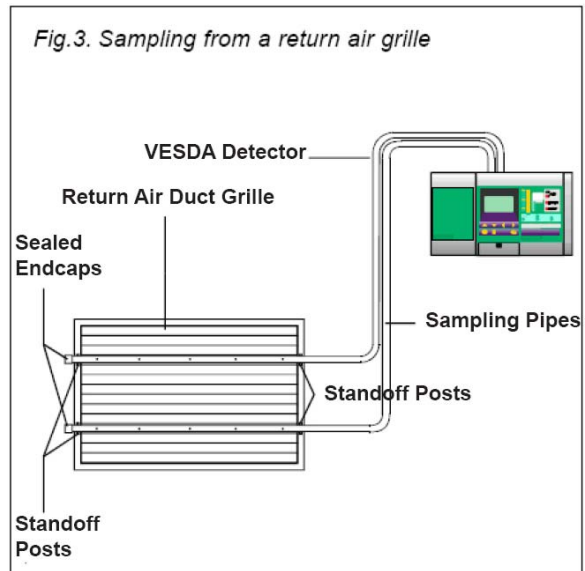 Fig.3. Sampling from a return air grille
VESDA Detector
Return Air Duct Grille
Sealed
Endcaps
Sampling Pipes
Standoff Posts
Standoff
Posts